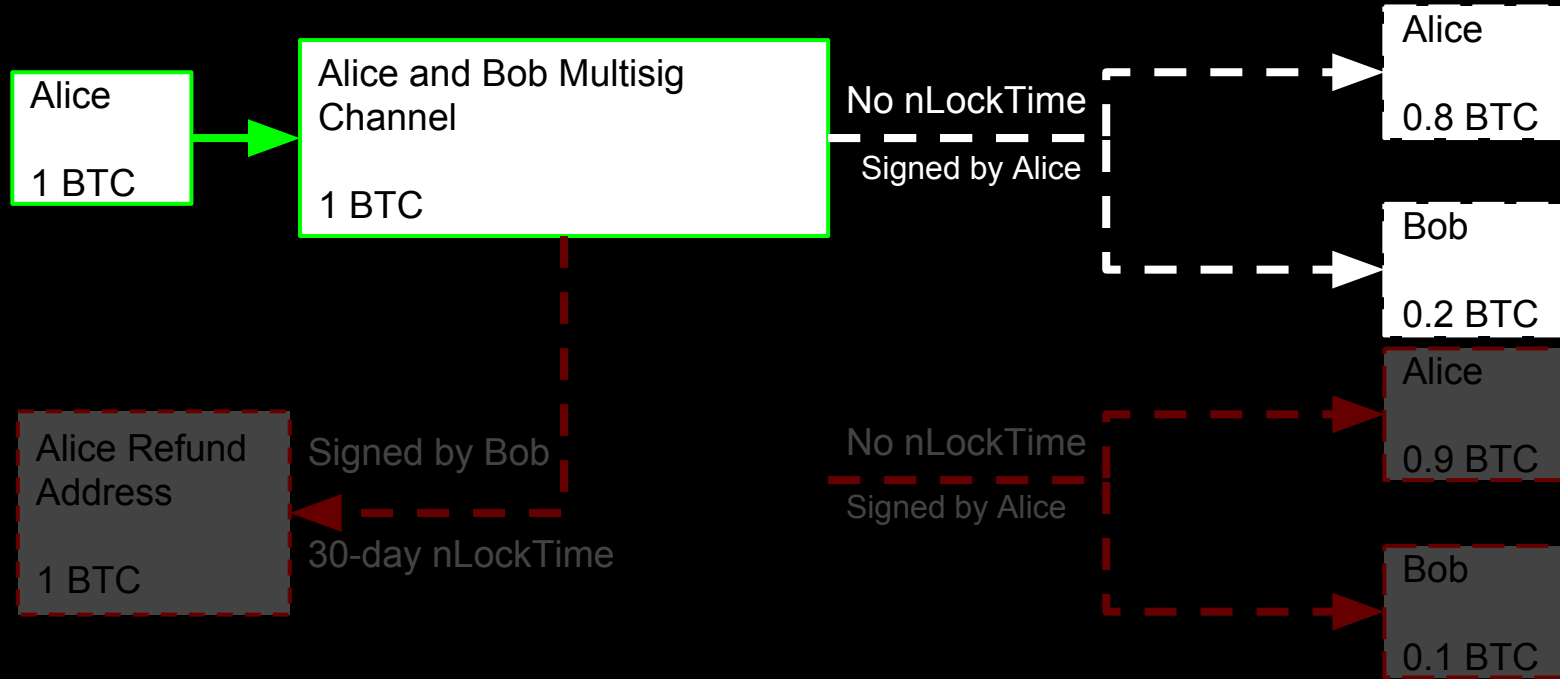 Alice
1 BTC
Alice and Bob Multisig
Channel
1 BTC
No nLockTime
Signed by Alice
Alice
0.8 BTC
Bob
0.2 BTC
Alice Refund
Address
1 BTC
Signed by Bob
30-day nLockTime
No nLockTime
Signed by Alice
Alice
0.9 BTC
Bob
0.1 BTC